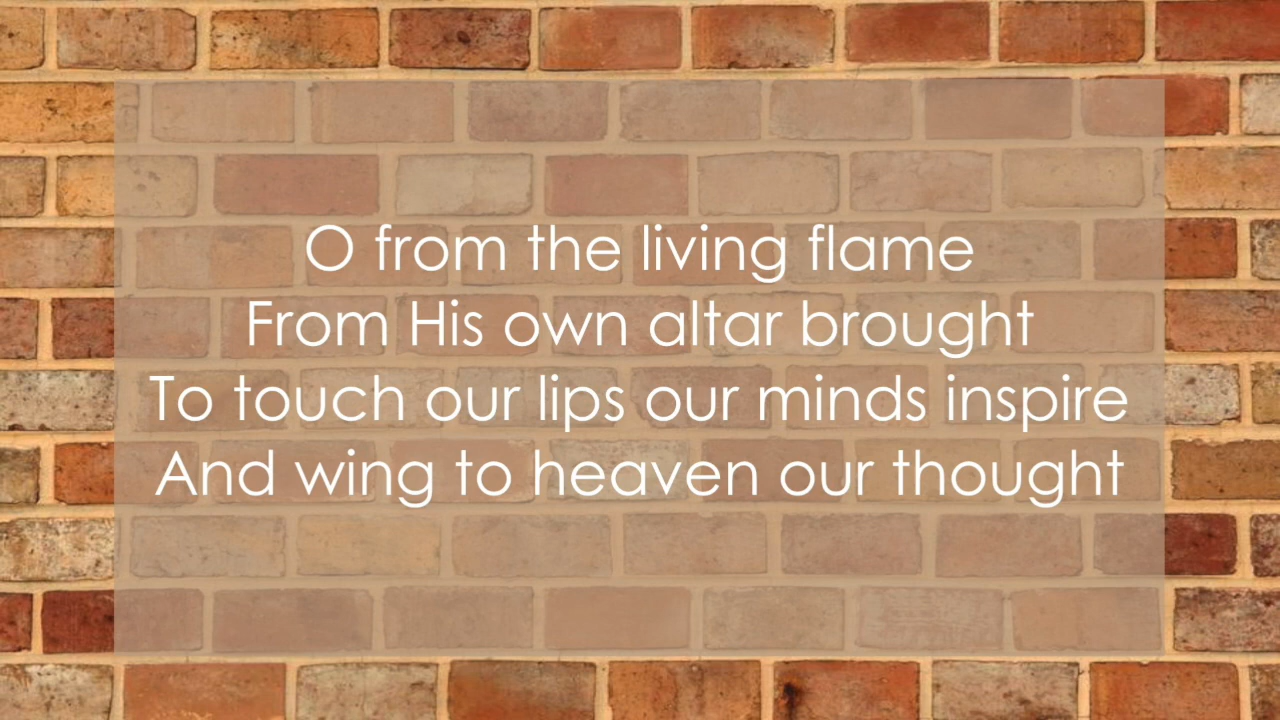 O from the living flame
From His own altar brought
To touch our lips our minds inspire
And wing to heaven our thought